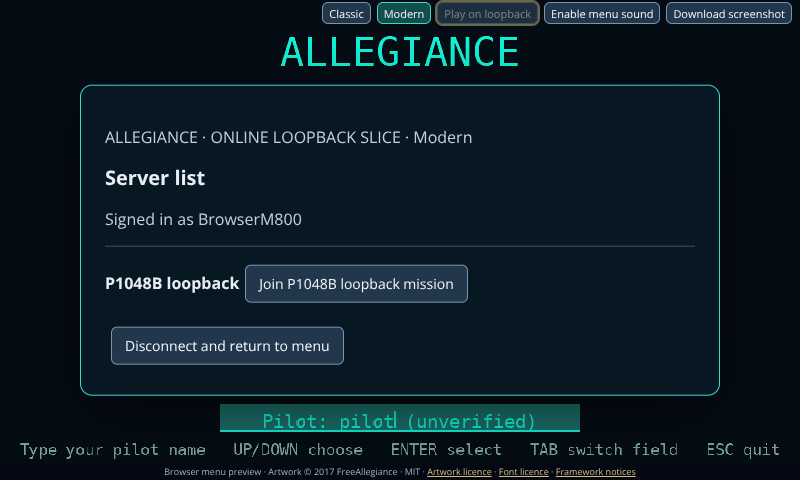 Classic Modern Play on loopback Enable menu sound Download screenshot
ALLEGIANCE
ALLEGIANCE · ONLINE LOOPBACK SLICE · Modern
Server list
Signed in as BrowserM800
P1048B loopback Join P1048B loopback mission
Disconnect and return to menu
Pilot: pilot (unverified)
Type your pilot name UP/DOWN choose ENTER select TAB switch field ESC quit
Browser menu preview · Artwork © 2017 FreeAllegiance · MIT · Artwork licence · Font licence · Framework notices